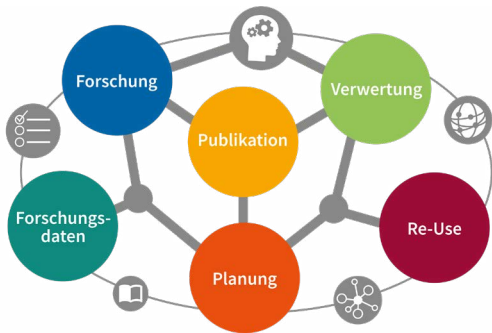 Forschung
Verwertung
Publikation
Forschungs-
daten
Re-Use
Planung